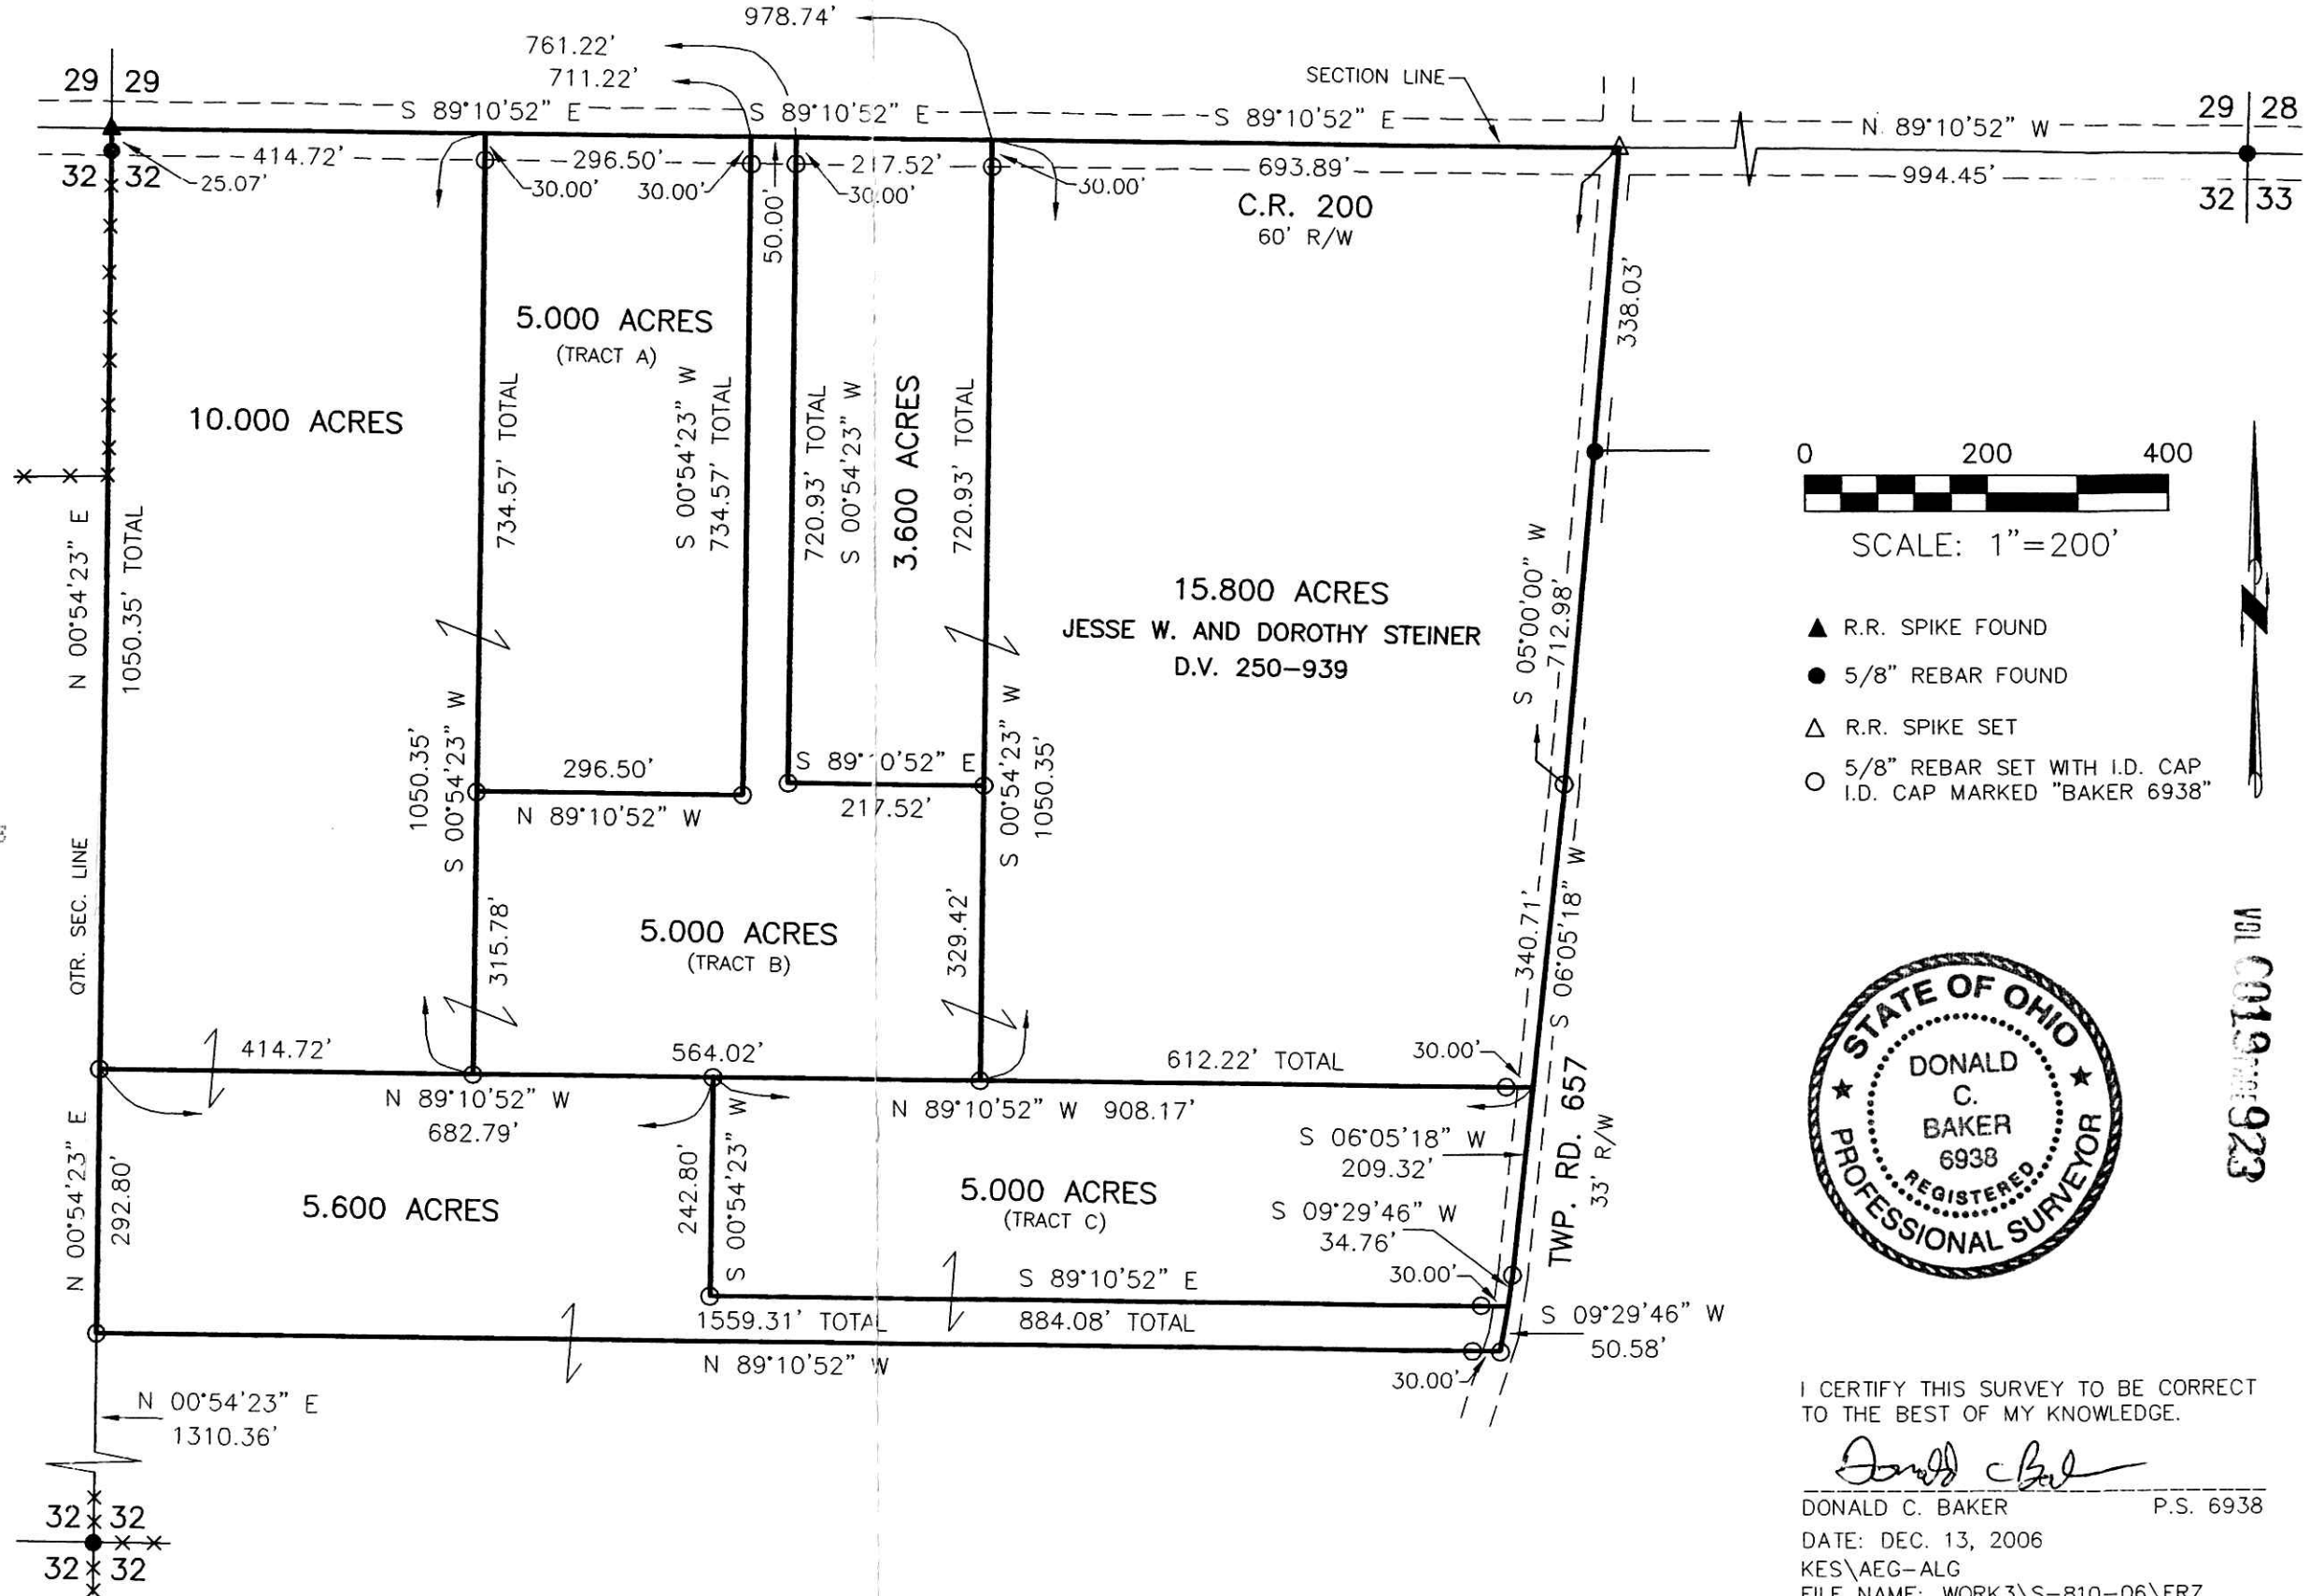 978.74'
761.22'
711.22'
SECTION LINE
29 29
29 28
S 89°10'52" E
S 89°10'52" E
S 89°10'52" E
N 89°10'52" W
32 32
32 33
414.72'
296.50'
217.52'
693.89'
994.45'
25.07'
30.00'
30.00'
30.00'
30.00'
50.00'
C.R. 200
60' R/W
338.03'
5.000 ACRES
(TRACT A)
10.000 ACRES
734.57' TOTAL
S 00°54'23" W
734.57' TOTAL
720.93' TOTAL
S 00°54'23" W
3.600 ACRES
720.93' TOTAL
0 200 400
SCALE: 1"=200'
N 00°54'23" E
1050.35' TOTAL
15.800 ACRES
JESSE W. AND DOROTHY STEINER
D.V. 250-939
S 05°00'00" W
712.98'
R.R. SPIKE FOUND
5/8" REBAR FOUND
R.R. SPIKE SET
5/8" REBAR SET WITH I.D. CAP
I.D. CAP MARKED "BAKER 6938"
1050.35'
S 00°54'23" W
296.50'
N 89°10'52" W
S 89°10'52" E
217.52'
S 00°54'23" W
1050.35'
QTR. SEC. LINE
315.78'
5.000 ACRES
(TRACT B)
329.42'
340.71'
S 06°05'18" W
414.72'
564.02'
612.22' TOTAL
30.00'
N 89°10'52" W
682.79'
N 89°10'52" W 908.17'
TWP. RD. 657
33' R/W
N 00°54'23" E
292.80'
242.80'
S 00°54'23" W
S 06°05'18" W
209.32'
5.600 ACRES
5.000 ACRES
(TRACT C)
S 09°29'46" W
34.76'
S 89°10'52" E
30.00'
1559.31' TOTAL
884.08' TOTAL
S 09°29'46" W
50.58'
N 89°10'52" W
30.00'
N 00°54'23" E
1310.36'
32 32
32 32
STATE OF OHIO
DONALD
C.
BAKER
6938
REGISTERED
PROFESSIONAL SURVEYOR
VOL
923
I CERTIFY THIS SURVEY TO BE CORRECT
TO THE BEST OF MY KNOWLEDGE.
Donald C Baker
DONALD C. BAKER P.S. 6938
DATE: DEC. 13, 2006
KES\AEG-ALG
FILE NAME: WORK3\S-810-06\FRZ